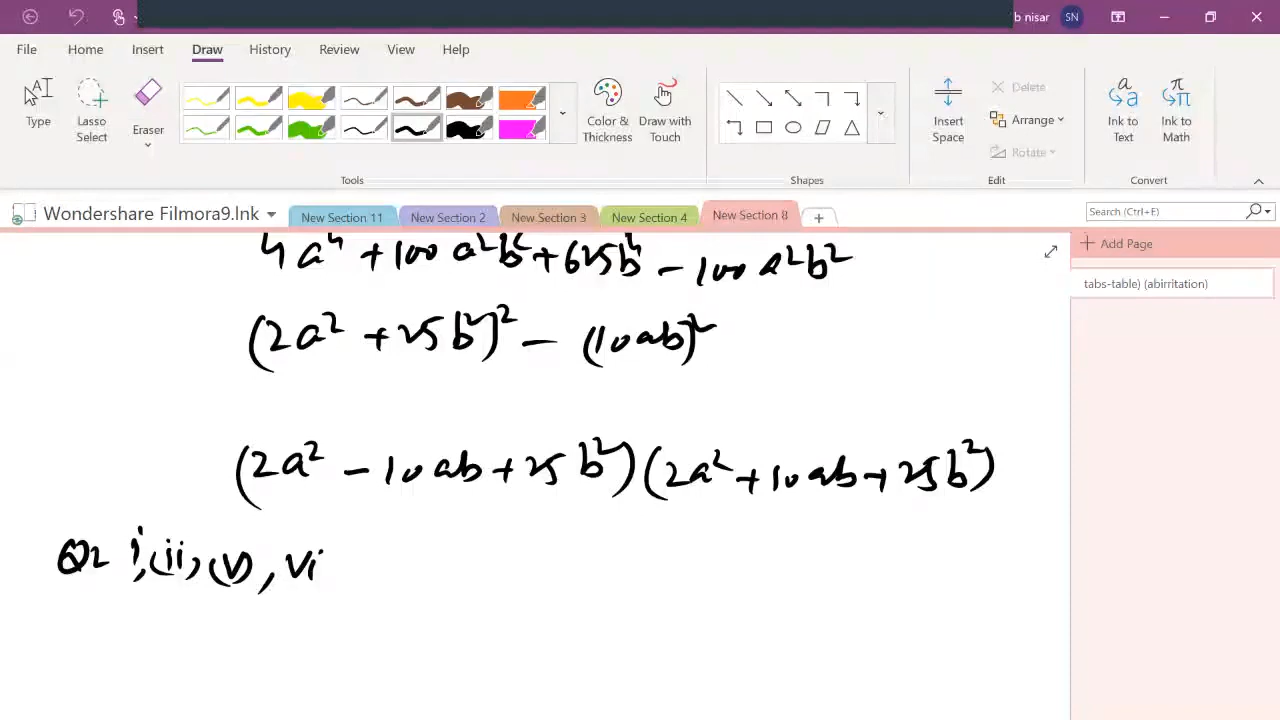 b nisar SN
File Home Insert Draw History Review View Help
Type
Lasso Select
Eraser
Color & Thickness
Draw with Touch
Insert Space
Delete
Arrange
Rotate
Ink to Text
Ink to Math
Tools Shapes Edit Convert
Wondershare Filmora9.lnk New Section 11 New Section 2 New Section 3 New Section 4 New Section 8 Search (Ctrl+E)
Add Page
tabs-table) (abirritation)
4a⁴ + 100a²b² + 625b⁴ - 100a²b²
(2a² + 25b²)² - (10ab)²
(2a² - 10ab + 25b²)(2a² + 10ab + 25b²)
Q2 i, (ii, (v), vi